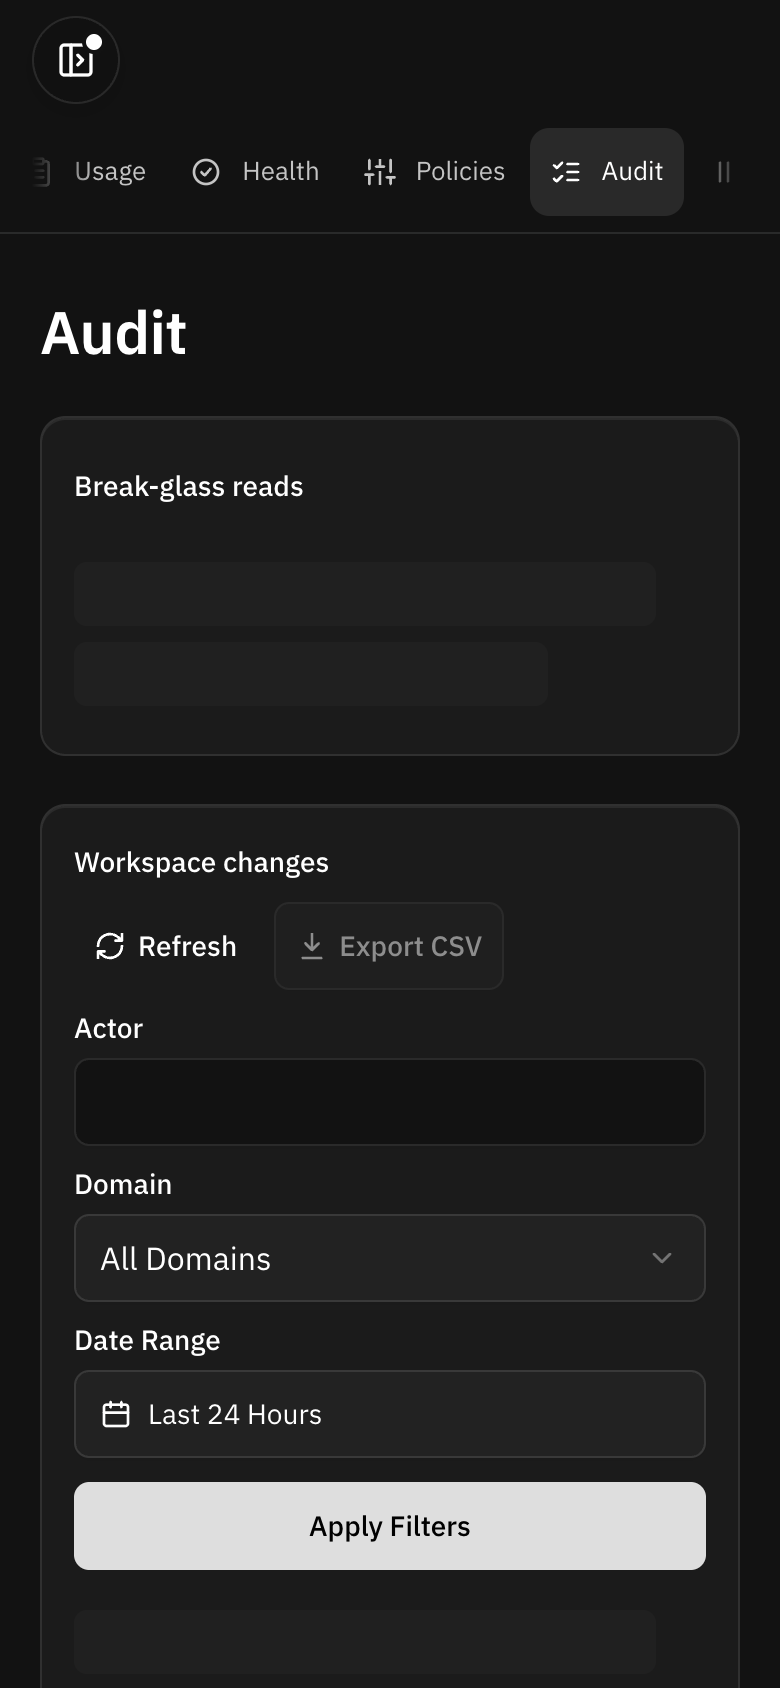 Usage
Health
Policies
Audit
Audit
Break-glass reads
Workspace changes
Refresh
Export CSV
Actor
Domain
All Domains
Date Range
Last 24 Hours
Apply Filters